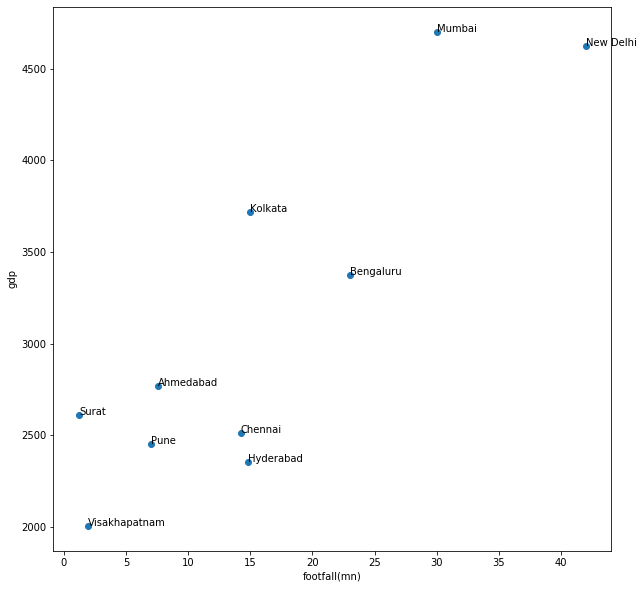 Mumbai
New Delhi
4500
4000
Kolkata
3500
Bengaluru
gdp
3000
Ahmedabad
Surat
2500
Chennai
Pune
Hyderabad
2000
Visakhapatnam
0 5 10 15 20 25 30 35 40
footfall(mn)